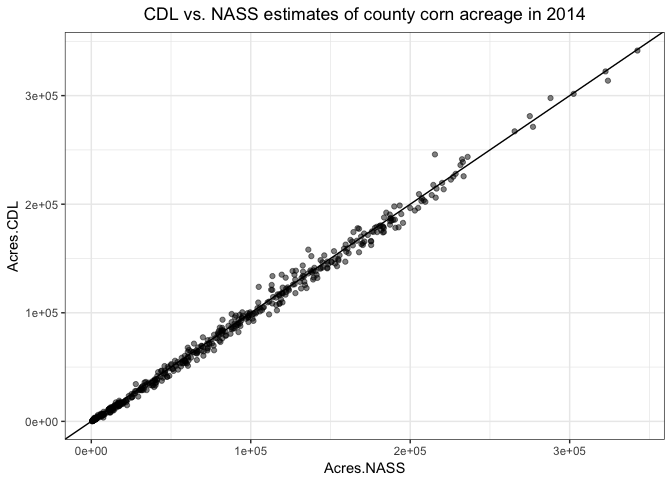 CDL vs. NASS estimates of county corn acreage in 2014
Acres.CDL
3e+05
2e+05
1e+05
0e+00
0e+00 1e+05 2e+05 3e+05
Acres.NASS